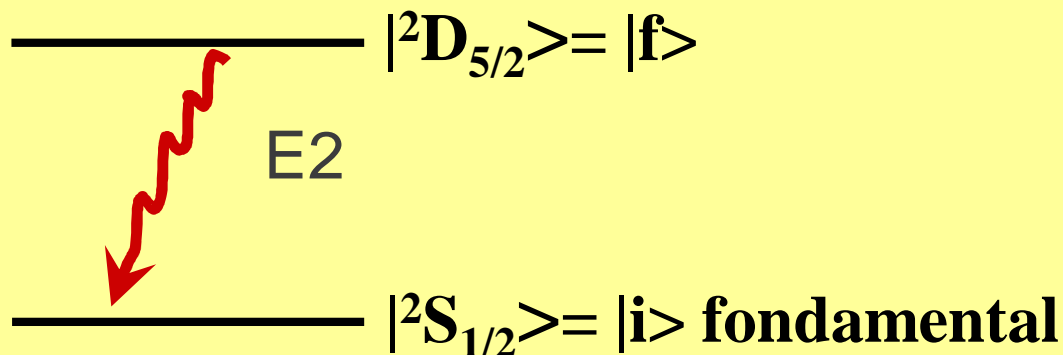 |²D₅/₂>= |f>
E2
|²S₁/₂>= |i> fondamental